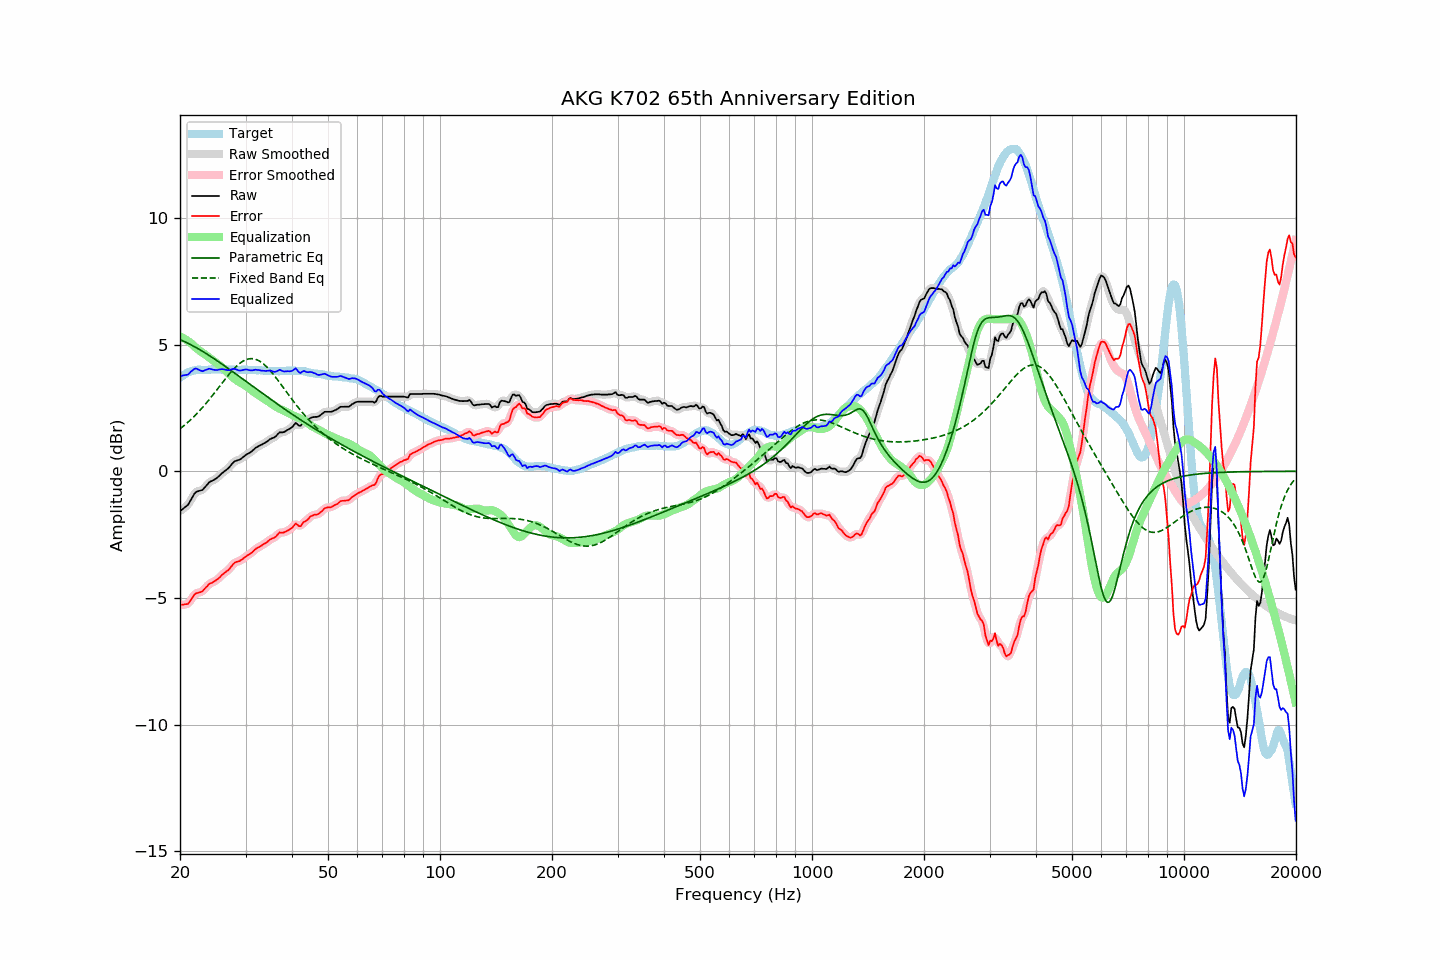 AKG K702 65th Anniversary Edition
Target
Raw Smoothed
Error Smoothed
Raw
Error
Equalization
Parametric Eq
Fixed Band Eq
Equalized
Amplitude (dBr)
10
5
0
−5
−10
−15
20 50 100 200 500 1000 2000 5000 10000 20000
Frequency (Hz)